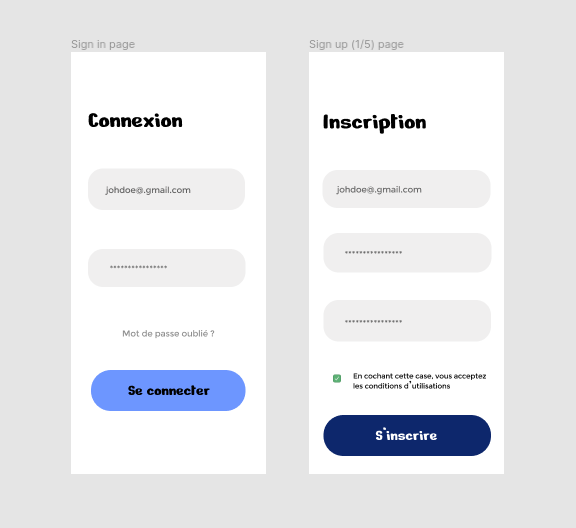 Sign in page
Connexion
johdoe@.gmail.com
****************
Mot de passe oublié ?
Se connecter
Sign up (1/5) page
Inscription
johdoe@.gmail.com
****************
****************
En cochant cette case, vous acceptez
les conditions d'utilisations
S'inscrire